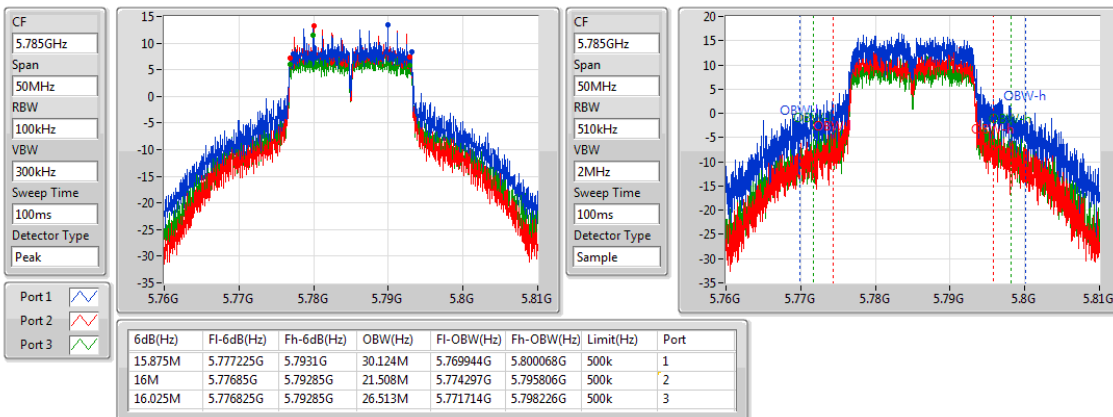 CF
5.785GHz
Span
50MHz
RBW
100kHz
VBW
300kHz
Sweep Time
100ms
Detector Type
Peak
15
10
5
0
-5
-10
-15
-20
-25
-30
-35
5.76G 5.77G 5.78G 5.79G 5.8G 5.81G
CF
5.785GHz
Span
50MHz
RBW
510kHz
VBW
2MHz
Sweep Time
100ms
Detector Type
Sample
20
15
10
5
0
-5
-10
-15
-20
-25
-30
-35
OBW-h
5.76G 5.77G 5.78G 5.79G 5.8G 5.81G
Port 1
Port 2
Port 3
6dB(Hz) Fl-6dB(Hz) Fh-6dB(Hz) OBW(Hz) Fl-OBW(Hz) Fh-OBW(Hz) Limit(Hz) Port
15.875M 5.777225G 5.7931G 30.124M 5.769944G 5.800068G 500k 1
16M 5.77685G 5.79285G 21.508M 5.774297G 5.795806G 500k 2
16.025M 5.776825G 5.79285G 26.513M 5.771714G 5.798226G 500k 3